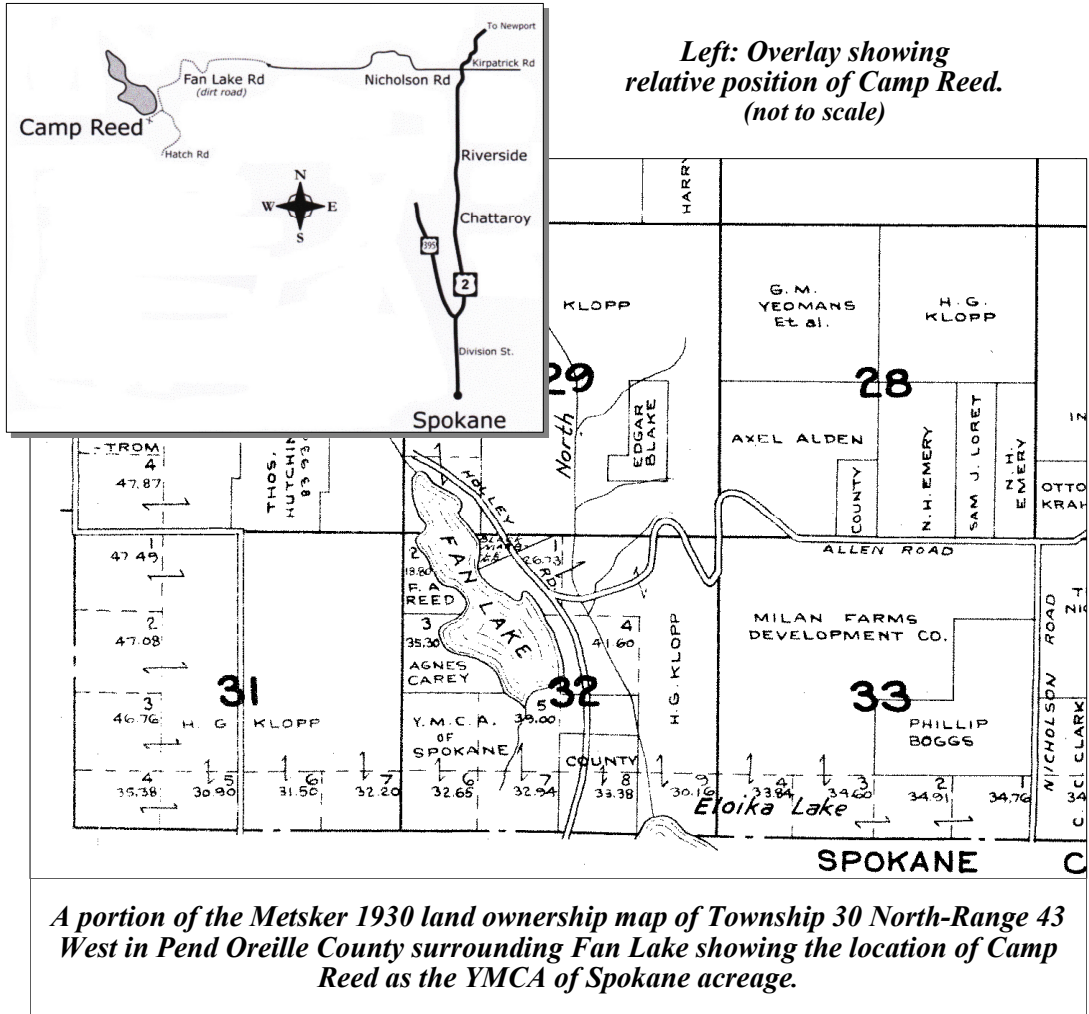 To Newport
Kirpatrick Rd
Fan Lake Rd
(dirt road)
Nicholson Rd
Camp Reed
Hatch Rd
Riverside
N
W E
S
Chattaroy
395
2
Division St.
Spokane
Left: Overlay showing
relative position of Camp Reed.
(not to scale)
HARRY
KLOPP
G. M.
YEOMANS
Et al.
H. G.
KLOPP
29
28
North
EDGAR
BLAKE
AXEL ALDEN
COUNTY
N. H. EMERY
SAM J. LORET
N. H.
EMERY
IN
OTTO
KRAH
-TROM
4
47.87
THOS.
HUTCHIN
83 93
HOLLEY
RD.
ALLEN ROAD
1
47 49
2
47.08
3
46.76
4
35.38
31
H. G KLOPP
5
30.90
6
31.50
7
32.20
2
18.80
F. A.
REED
3
35.30
AGNES
CAREY
FAN LAKE
1
26.73
4
41.60
32
5
39.00
Y. M. C. A.
OF
SPOKANE
COUNTY
6
32.65
7
32.94
8
33.38
9
30.16
H. G. KLOPP
MILAN FARMS
DEVELOPMENT CO.
33
PHILLIP
BOGGS
4
33.84
3
34.60
2
34.91
1
34.76
Eloika Lake
NICHOLSON ROAD
NIC
C. C. CLARK
34
SPOKANE C
A portion of the Metsker 1930 land ownership map of Township 30 North-Range 43
West in Pend Oreille County surrounding Fan Lake showing the location of Camp
Reed as the YMCA of Spokane acreage.